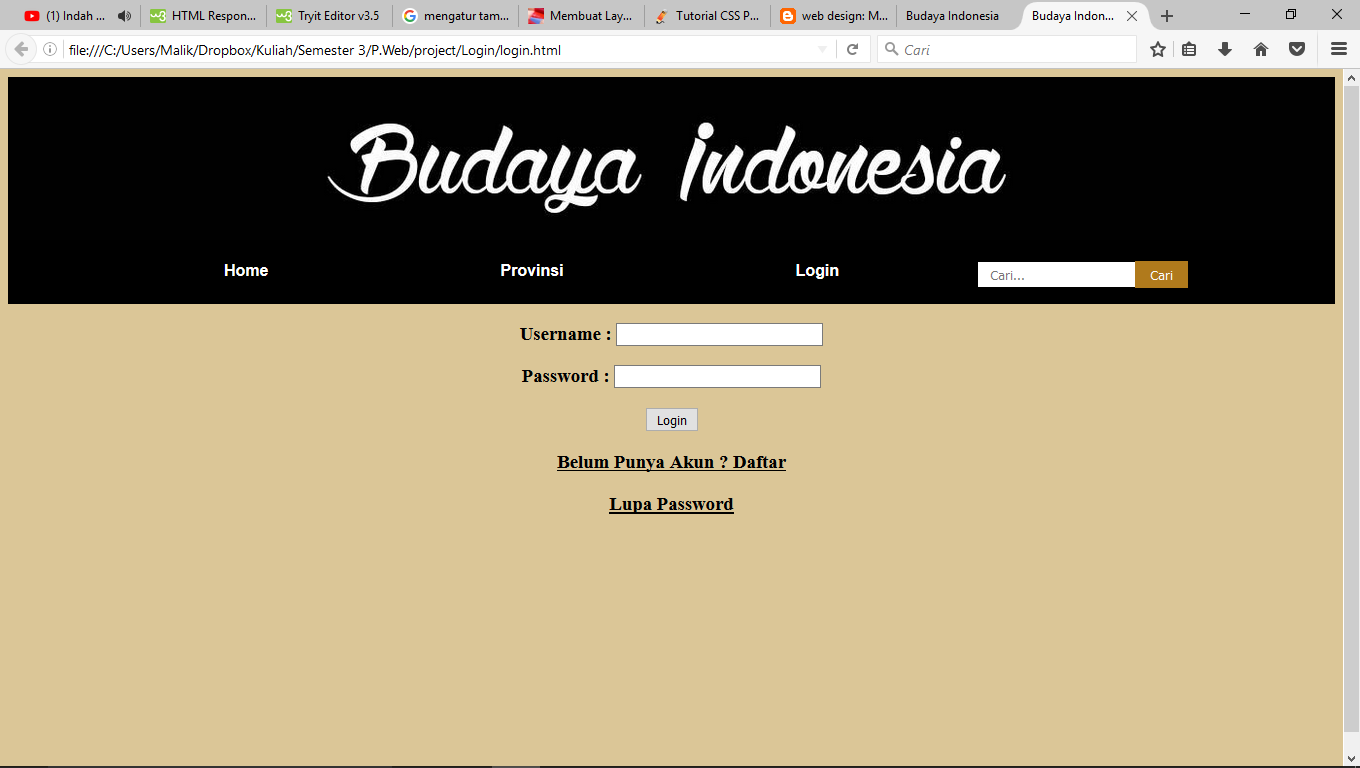 (1) Indah ...
HTML Respon...
Tryit Editor v3.5
mengatur tam...
Membuat Lay...
Tutorial CSS P...
web design: M...
Budaya Indonesia
Budaya Indon...
file:///C:/Users/Malik/Dropbox/Kuliah/Semester 3/P.Web/project/Login/login.html
Cari
Budaya Indonesia
Home Provinsi Login Cari... Cari
Username :
Password :
Login
Belum Punya Akun ? Daftar
Lupa Password